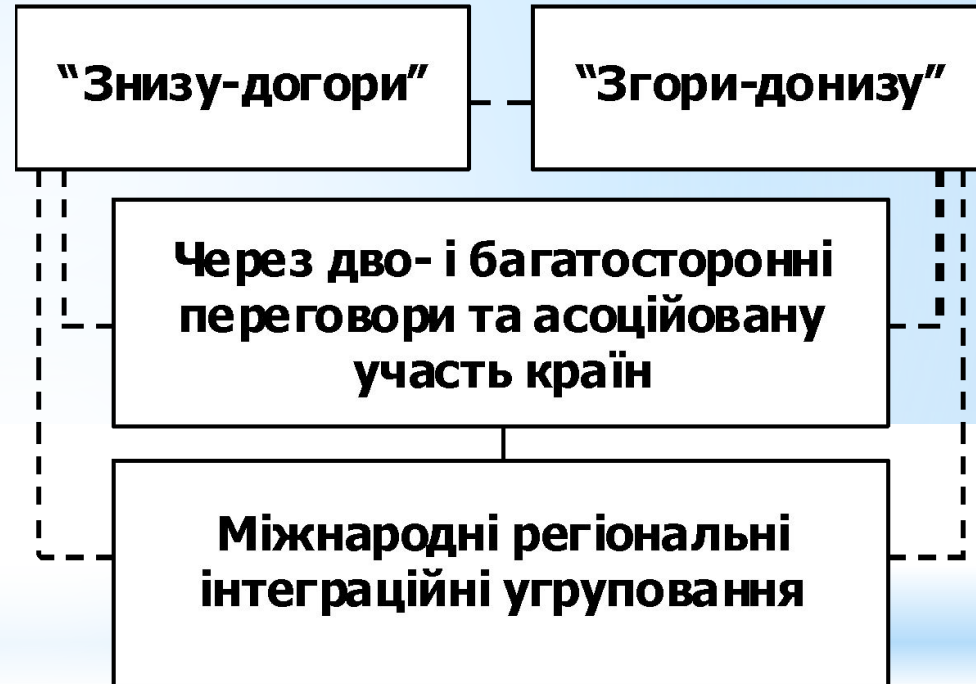 “Знизу-догори”
“Згори-донизу”
Через дво- і багатосторонні
переговори та асоційовану
участь країн
Міжнародні регіональні
інтеграційні угруповання